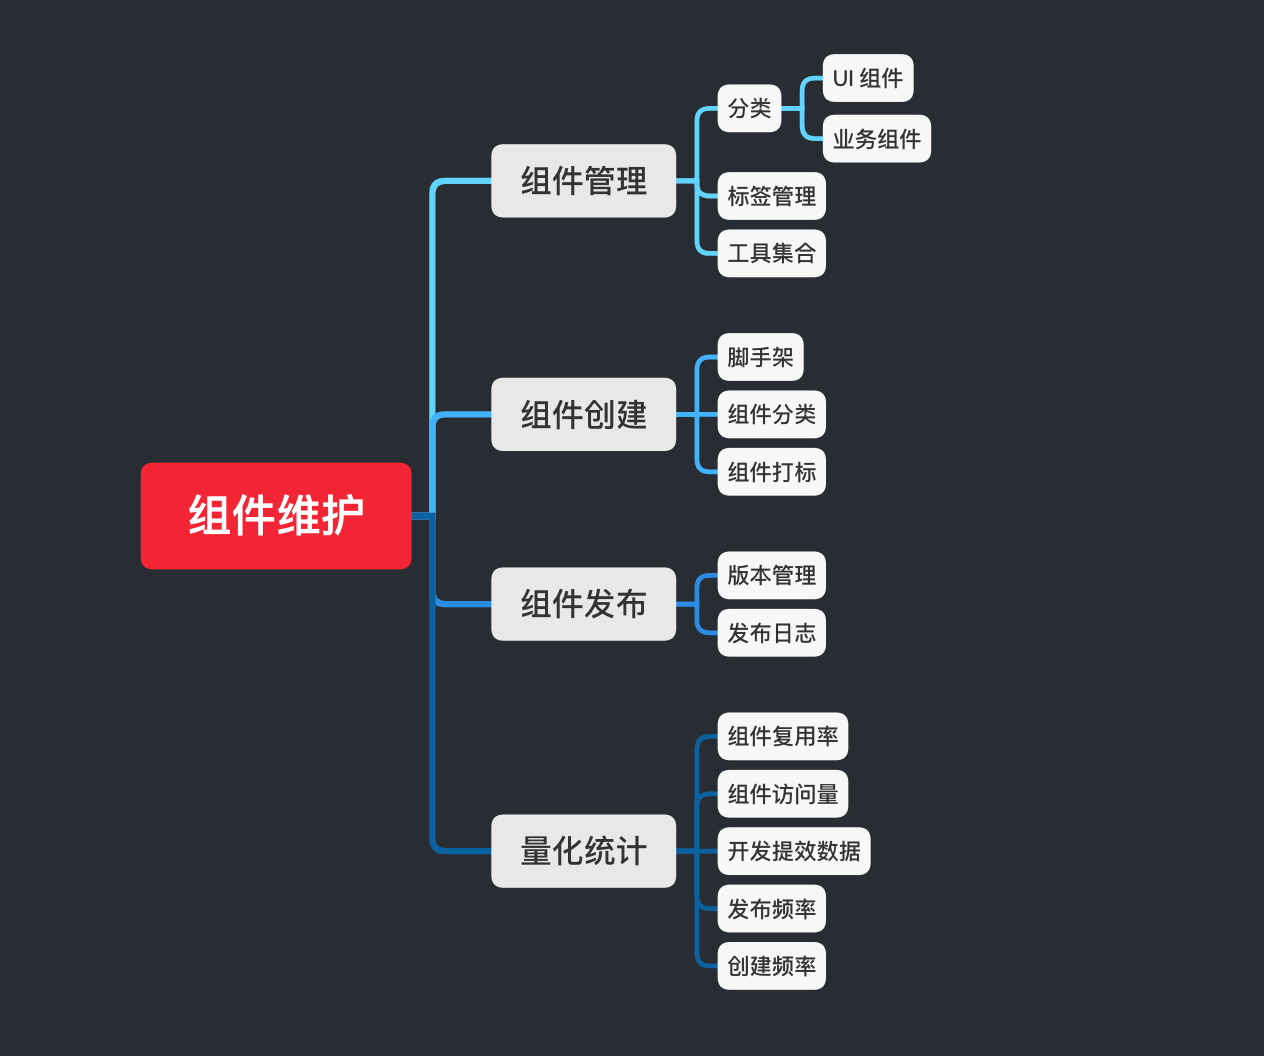 组件维护
组件管理
分类
UI 组件
业务组件
标签管理
工具集合
组件创建
脚手架
组件分类
组件打标
组件发布
版本管理
发布日志
量化统计
组件复用率
组件访问量
开发提效数据
发布频率
创建频率